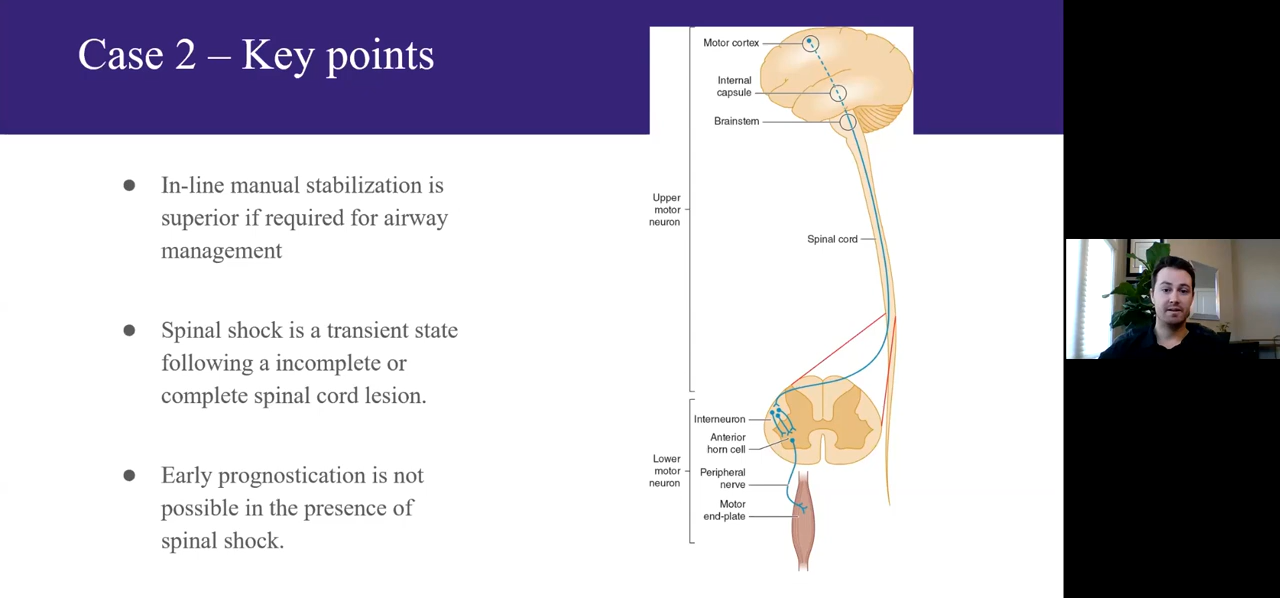 Case 2 – Key points
● In-line manual stabilization is
superior if required for airway
management
● Spinal shock is a transient state
following a incomplete or
complete spinal cord lesion.
● Early prognostication is not
possible in the presence of
spinal shock.
Motor cortex
Internal
capsule
Brainstem
Upper
motor
neuron
Spinal cord
Interneuron
Anterior
horn cell
Lower
motor
neuron
Peripheral
nerve
Motor
end-plate